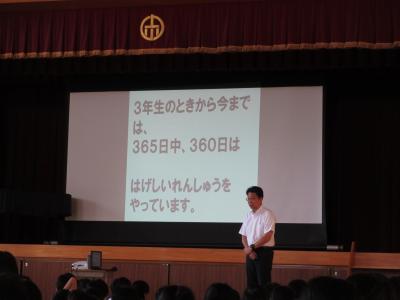 ３年生のときから今まで
は、
３６５日中、３６０日は
はげしいれんしゅうを
やっています。